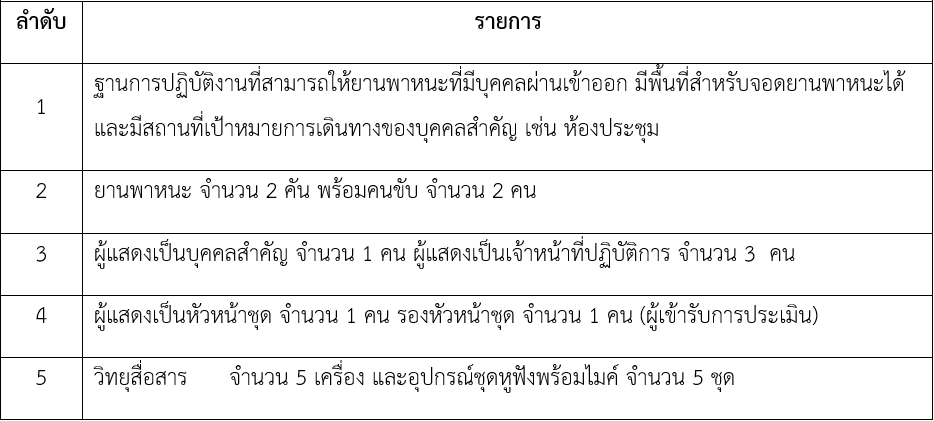 ลำดับ รายการ
1 ฐานการปฏิบัติงานที่สามารถให้ยานพาหนะที่มีบุคคลผ่านเข้าออก มีพื้นที่สำหรับจอดยานพาหนะได้
และมีสถานที่เป้าหมายการเดินทางของบุคคลสำคัญ เช่น ห้องประชุม
2 ยานพาหนะ จำนวน 2 คัน พร้อมคนขับ จำนวน 2 คน
3 ผู้แสดงเป็นบุคคลสำคัญ จำนวน 1 คน ผู้แสดงเป็นเจ้าหน้าที่ปฏิบัติการ จำนวน 3 คน
4 ผู้แสดงเป็นหัวหน้าชุด จำนวน 1 คน รองหัวหน้าชุด จำนวน 1 คน (ผู้เข้ารับการประเมิน)
5 วิทยุสื่อสาร จำนวน 5 เครื่อง และอุปกรณ์ชุดหูฟังพร้อมไมค์ จำนวน 5 ชุด